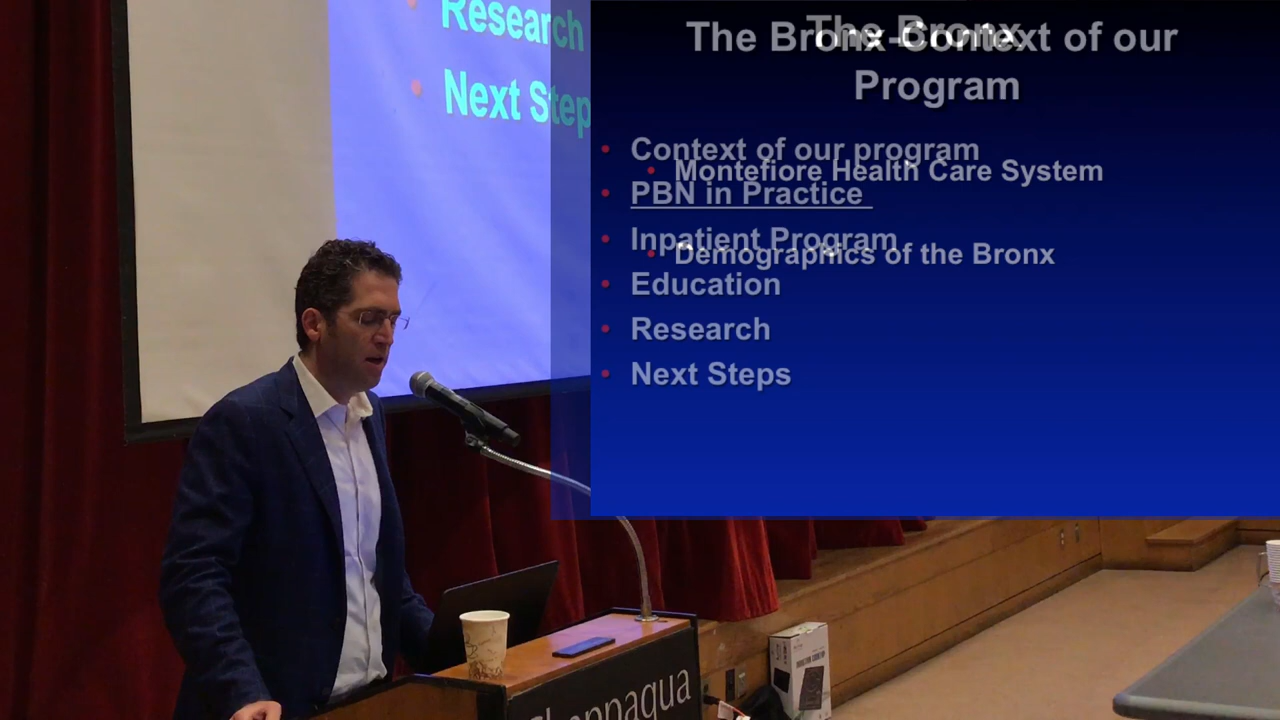 Research
Next Step
The Bronx
The Bronx-Context of our
Program
Context of our program
Montefiore Health Care System
PBN in Practice
Inpatient Program
Demographics of the Bronx
Education
Research
Next Steps
Chappaqua